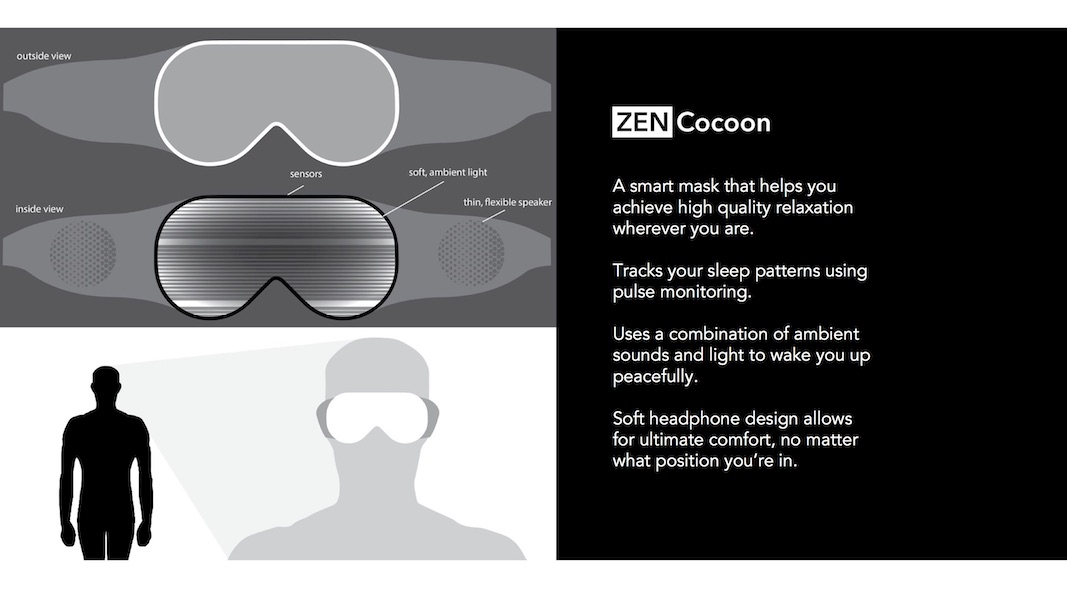 outside view
sensors
soft, ambient light
inside view
thin, flexible speaker
ZEN Cocoon
A smart mask that helps you
achieve high quality relaxation
wherever you are.
Tracks your sleep patterns using
pulse monitoring.
Uses a combination of ambient
sounds and light to wake you up
peacefully.
Soft headphone design allows
for ultimate comfort, no matter
what position you're in.